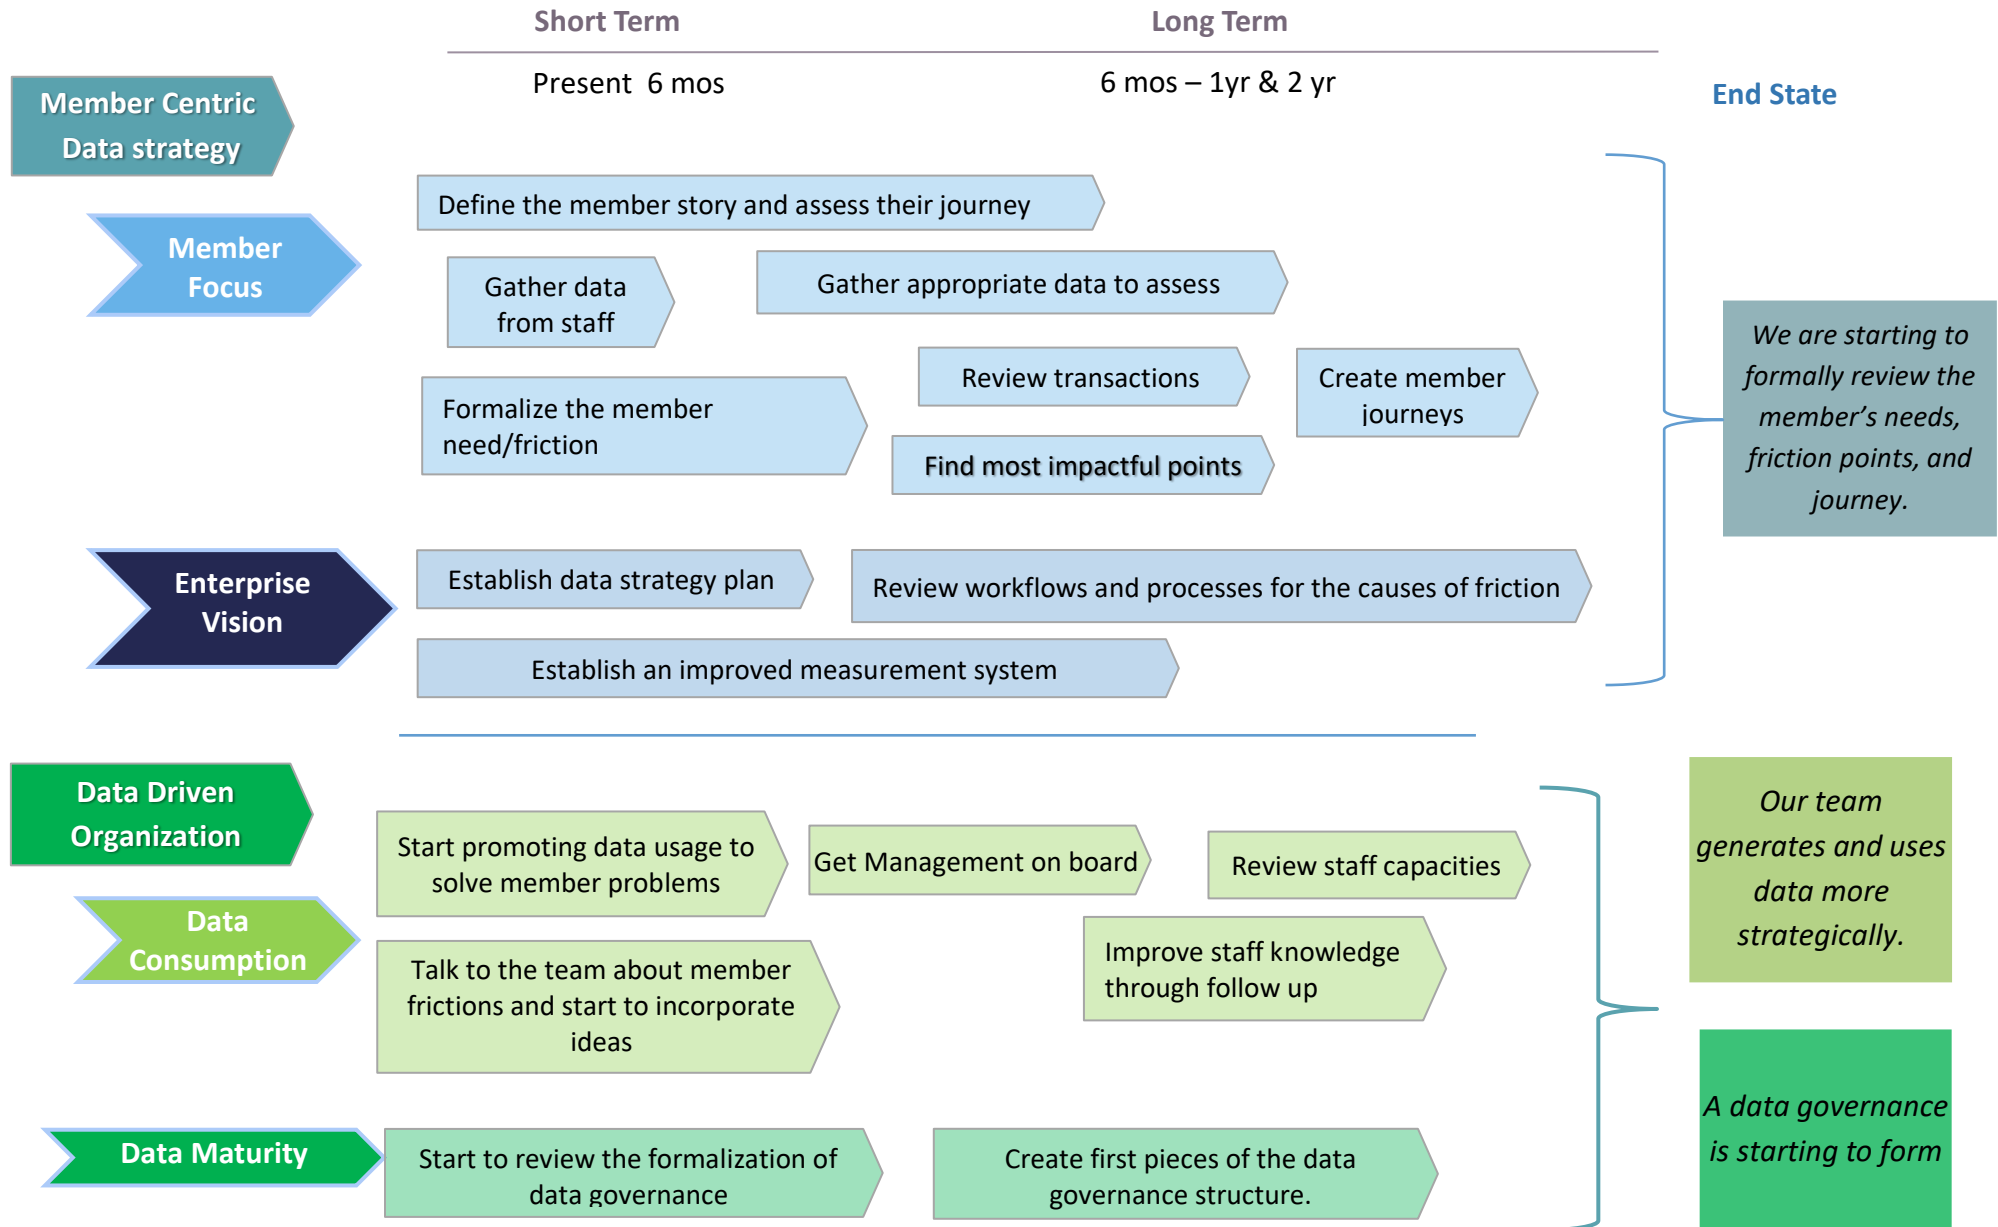 Short Term
Long Term
Present  6 mos
6 mos – 1yr & 2 yr
End State
Member Centric
Data strategy
Define the member story and assess their journey
Member
Focus
Gather data
from staff
Gather appropriate data to assess
Review transactions
Create member
journeys
Formalize the member
need/friction
Find most impactful points
We are starting to
formally review the
member’s needs,
friction points, and
journey.
Enterprise
Vision
Establish data strategy plan
Review workflows and processes for the causes of friction
Establish an improved measurement system
Data Driven
Organization
Start promoting data usage to
solve member problems
Get Management on board
Review staff capacities
Our team
generates and uses
data more
strategically.
Data
Consumption
Talk to the team about member
frictions and start to incorporate
ideas
Improve staff knowledge
through follow up
Data Maturity
Start to review the formalization of
data governance
Create first pieces of the data
governance structure.
A data governance
is starting to form